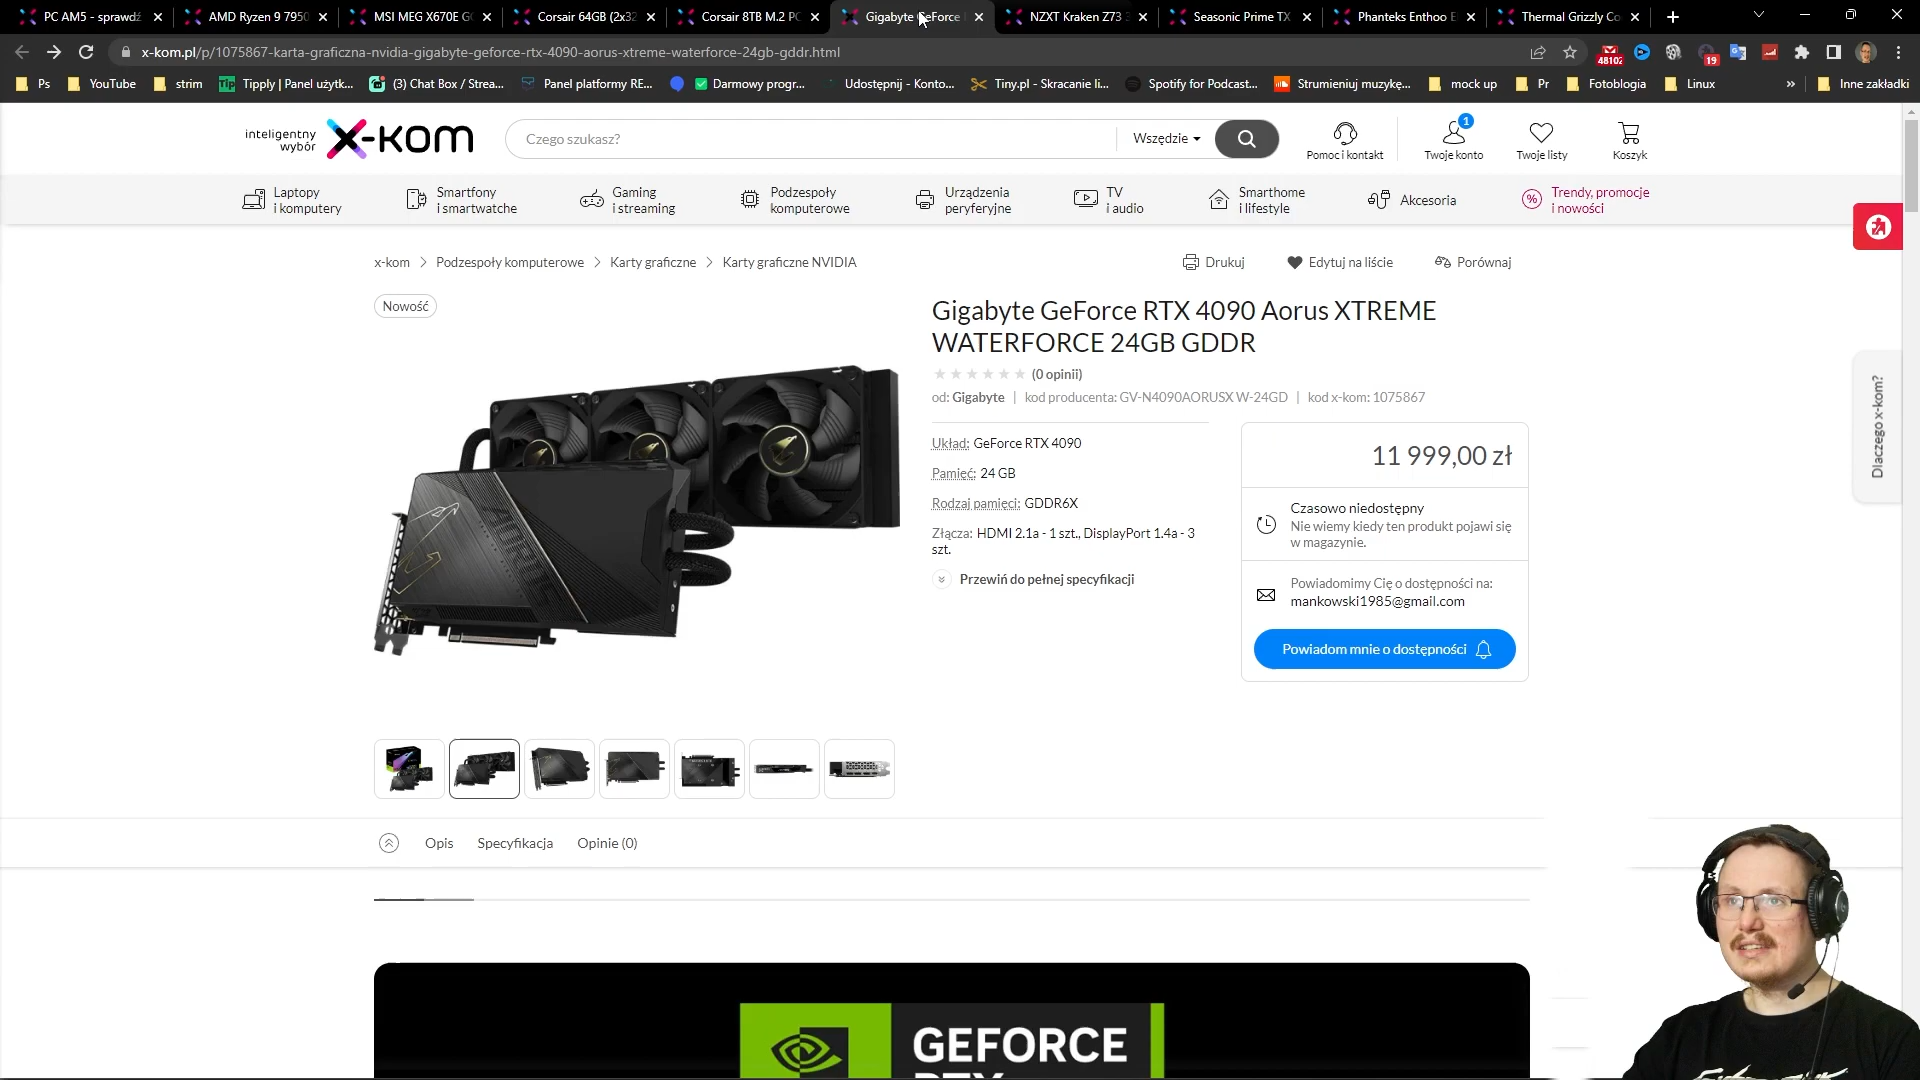 PC AM5 - sprawdź
AMD Ryzen 9 7950
MSI MEG X670E GO
Corsair 64GB (2x32
Corsair 8TB M.2 PC
Gigabyte GeForce
NZXT Kraken Z73 3
Seasonic Prime TX
Phanteks Enthoo El
Thermal Grizzly Co
x-kom.pl/p/1075867-karta-graficzna-nvidia-gigabyte-geforce-rtx-4090-aorus-xtreme-waterforce-24gb-gddr.html
48102
19
Ps
YouTube
strim
Tip
Tipply | Panel użytk...
(3) Chat Box / Strea...
Panel platformy RE...
Darmowy progr...
Udostępnij - Konto...
Tiny.pl - Skracanie li...
Spotify for Podcast...
Strumieniuj muzykę...
mock up
Pr
Fotoblogia
Linux
»
Inne zakładki
inteligentny
wybór
x-kom
Czego szukasz?
Wszędzie
Pomoc i kontakt
1
Twoje konto
Twoje listy
Koszyk
Laptopy
i komputery
Smartfony
i smartwatche
Gaming
i streaming
Podzespoły
komputerowe
Urządzenia
peryferyjne
TV
i audio
Smarthome
i lifestyle
Akcesoria
%
Trendy, promocje
i nowości
x-kom > Podzespoły komputerowe > Karty graficzne > Karty graficzne NVIDIA
Drukuj
Edytuj na liście
Porównaj
Nowość
Gigabyte GeForce RTX 4090 Aorus XTREME
WATERFORCE 24GB GDDR
(0 opinii)
od: Gigabyte | kod producenta: GV-N4090AORUSX W-24GD | kod x-kom: 1075867
Układ: GeForce RTX 4090
Pamięć: 24 GB
Rodzaj pamięci: GDDR6X
Złącza: HDMI 2.1a - 1 szt., DisplayPort 1.4a - 3
szt.
Przewiń do pełnej specyfikacji
11 999,00 zł
Czasowo niedostępny
Nie wiemy kiedy ten produkt pojawi się
w magazynie.
Powiadomimy Cię o dostępności na:
mankowski1985@gmail.com
Powiadom mnie o dostępności
Dlaczego x-kom?
AORUS
Opis
Specyfikacja
Opinie (0)
GEFORCE
RTX